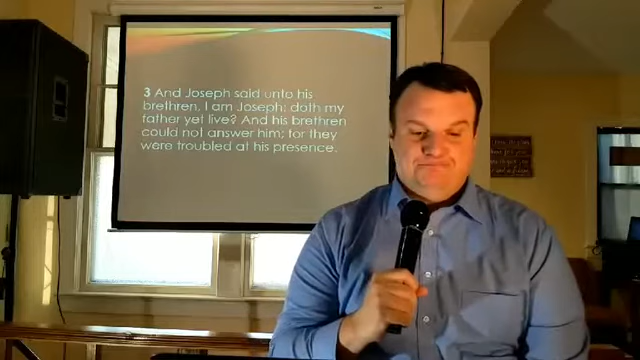 3 And Joseph said unto his
brethren, I am Joseph; doth my
father yet live? And his brethren
could not answer him; for they
were troubled at his presence.